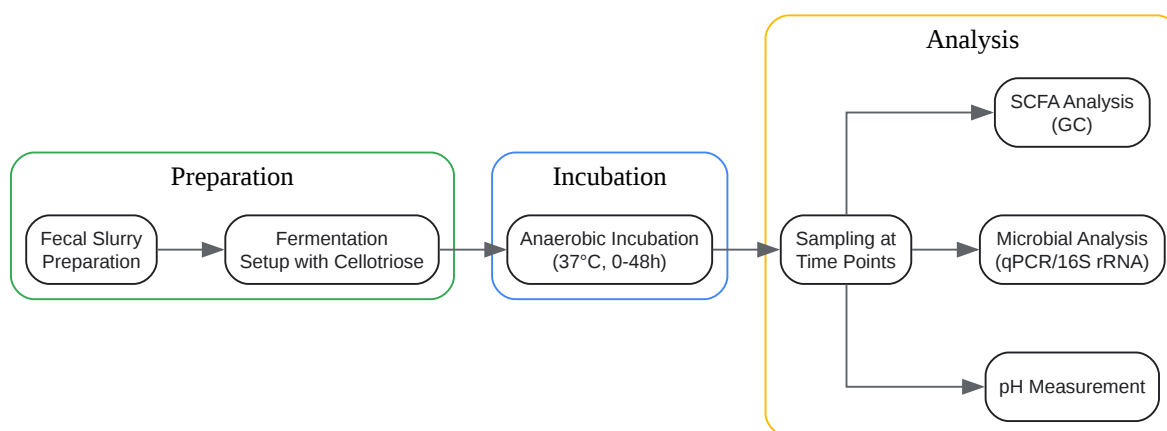 Preparation
Fecal Slurry
Preparation
Fermentation
Setup with Cellotriose
Incubation
Anaerobic Incubation
(37°C, 0-48h)
Analysis
Sampling at
Time Points
SCFA Analysis
(GC)
Microbial Analysis
(qPCR/16S rRNA)
pH Measurement